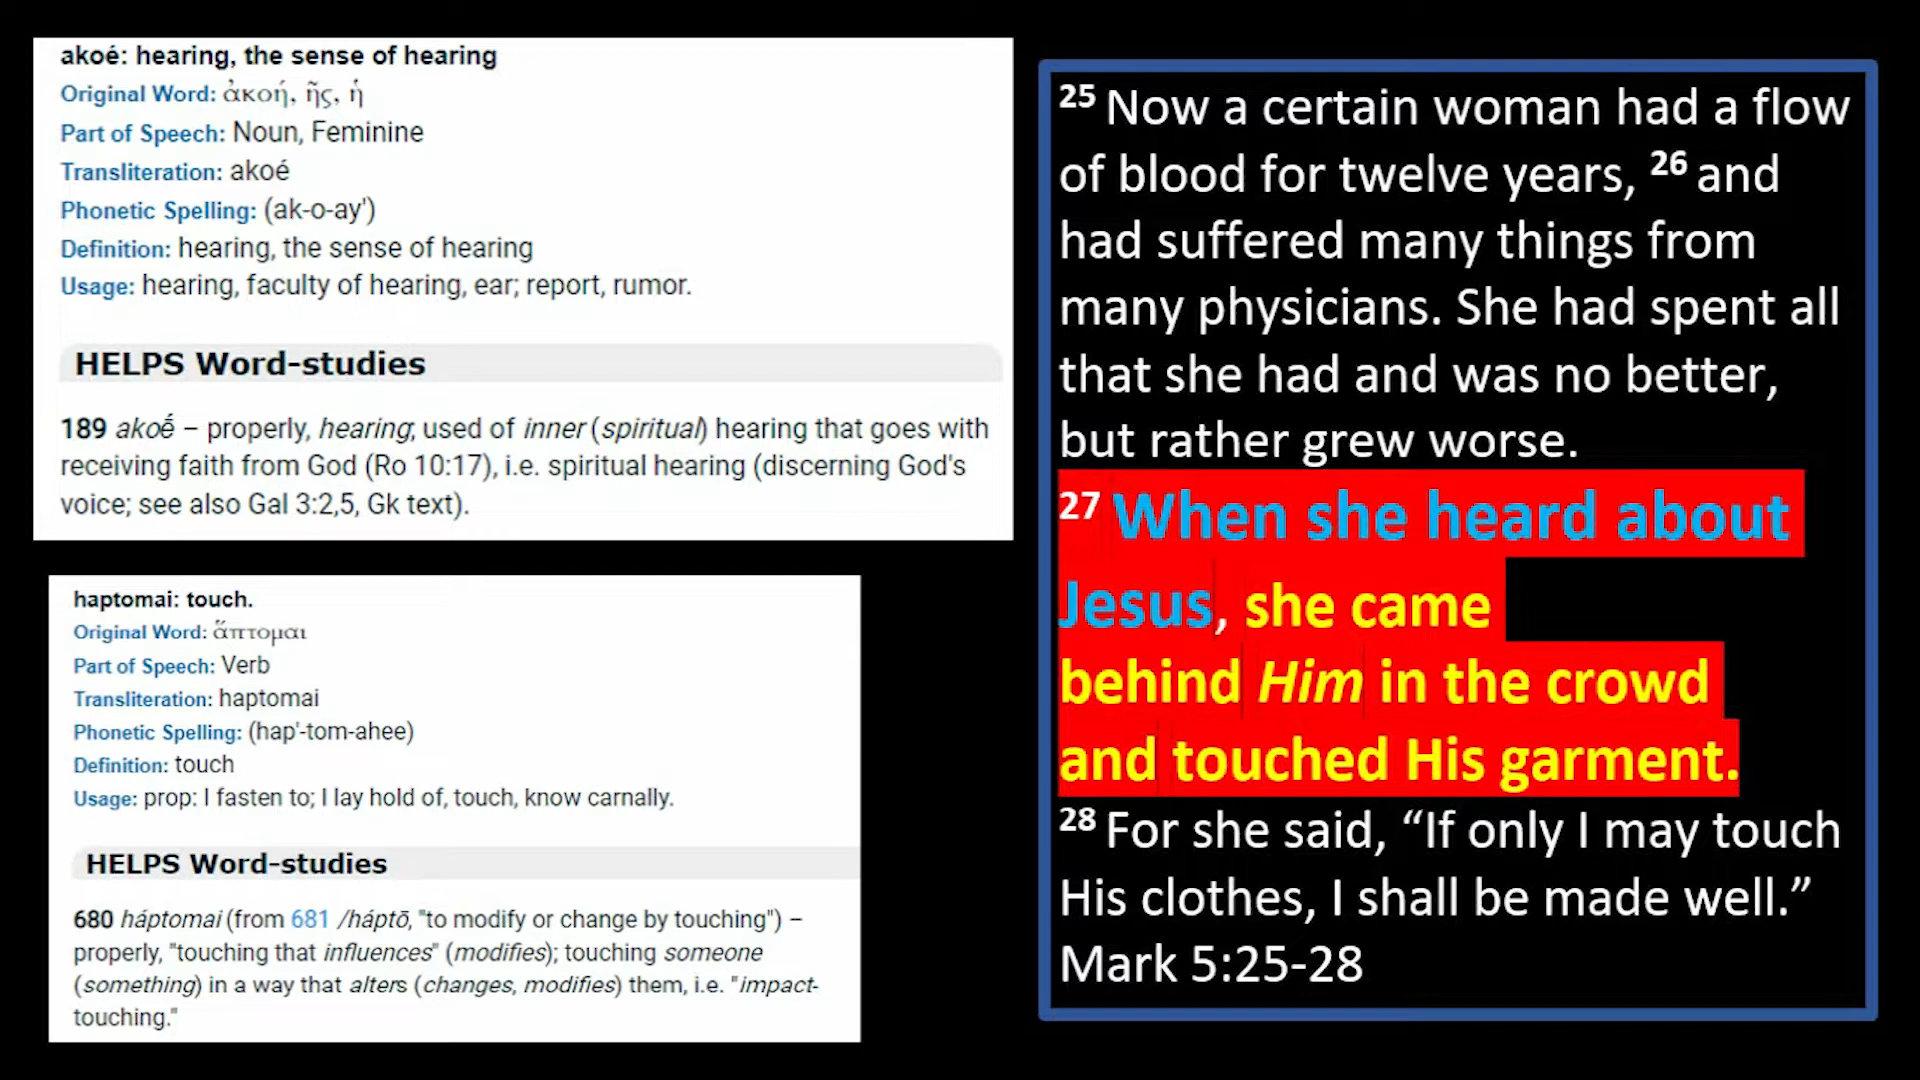 akoé: hearing, the sense of hearing
Original Word: ἀκοή, ῆς, ἡ
Part of Speech: Noun, Feminine
Transliteration: akoé
Phonetic Spelling: (ak-o-ay')
Definition: hearing, the sense of hearing
Usage: hearing, faculty of hearing, ear; report, rumor.
HELPS Word-studies
189 akoḗ – properly, hearing; used of inner (spiritual) hearing that goes with
receiving faith from God (Ro 10:17), i.e. spiritual hearing (discerning God's
voice; see also Gal 3:2,5, Gk text).
haptomai: touch.
Original Word: ἅπτομαι
Part of Speech: Verb
Transliteration: haptomai
Phonetic Spelling: (hap'-tom-ahee)
Definition: touch
Usage: prop: I fasten to; I lay hold of, touch, know carnally.
HELPS Word-studies
680 háptomai (from 681 /háptō, "to modify or change by touching") –
properly, "touching that influences" (modifies); touching someone
(something) in a way that alters (changes, modifies) them, i.e. "impact-
touching."
25 Now a certain woman had a flow
of blood for twelve years, 26 and
had suffered many things from
many physicians. She had spent all
that she had and was no better,
but rather grew worse.
27 When she heard about
Jesus, she came
behind Him in the crowd
and touched His garment.
28 For she said, “If only I may touch
His clothes, I shall be made well.”
Mark 5:25-28